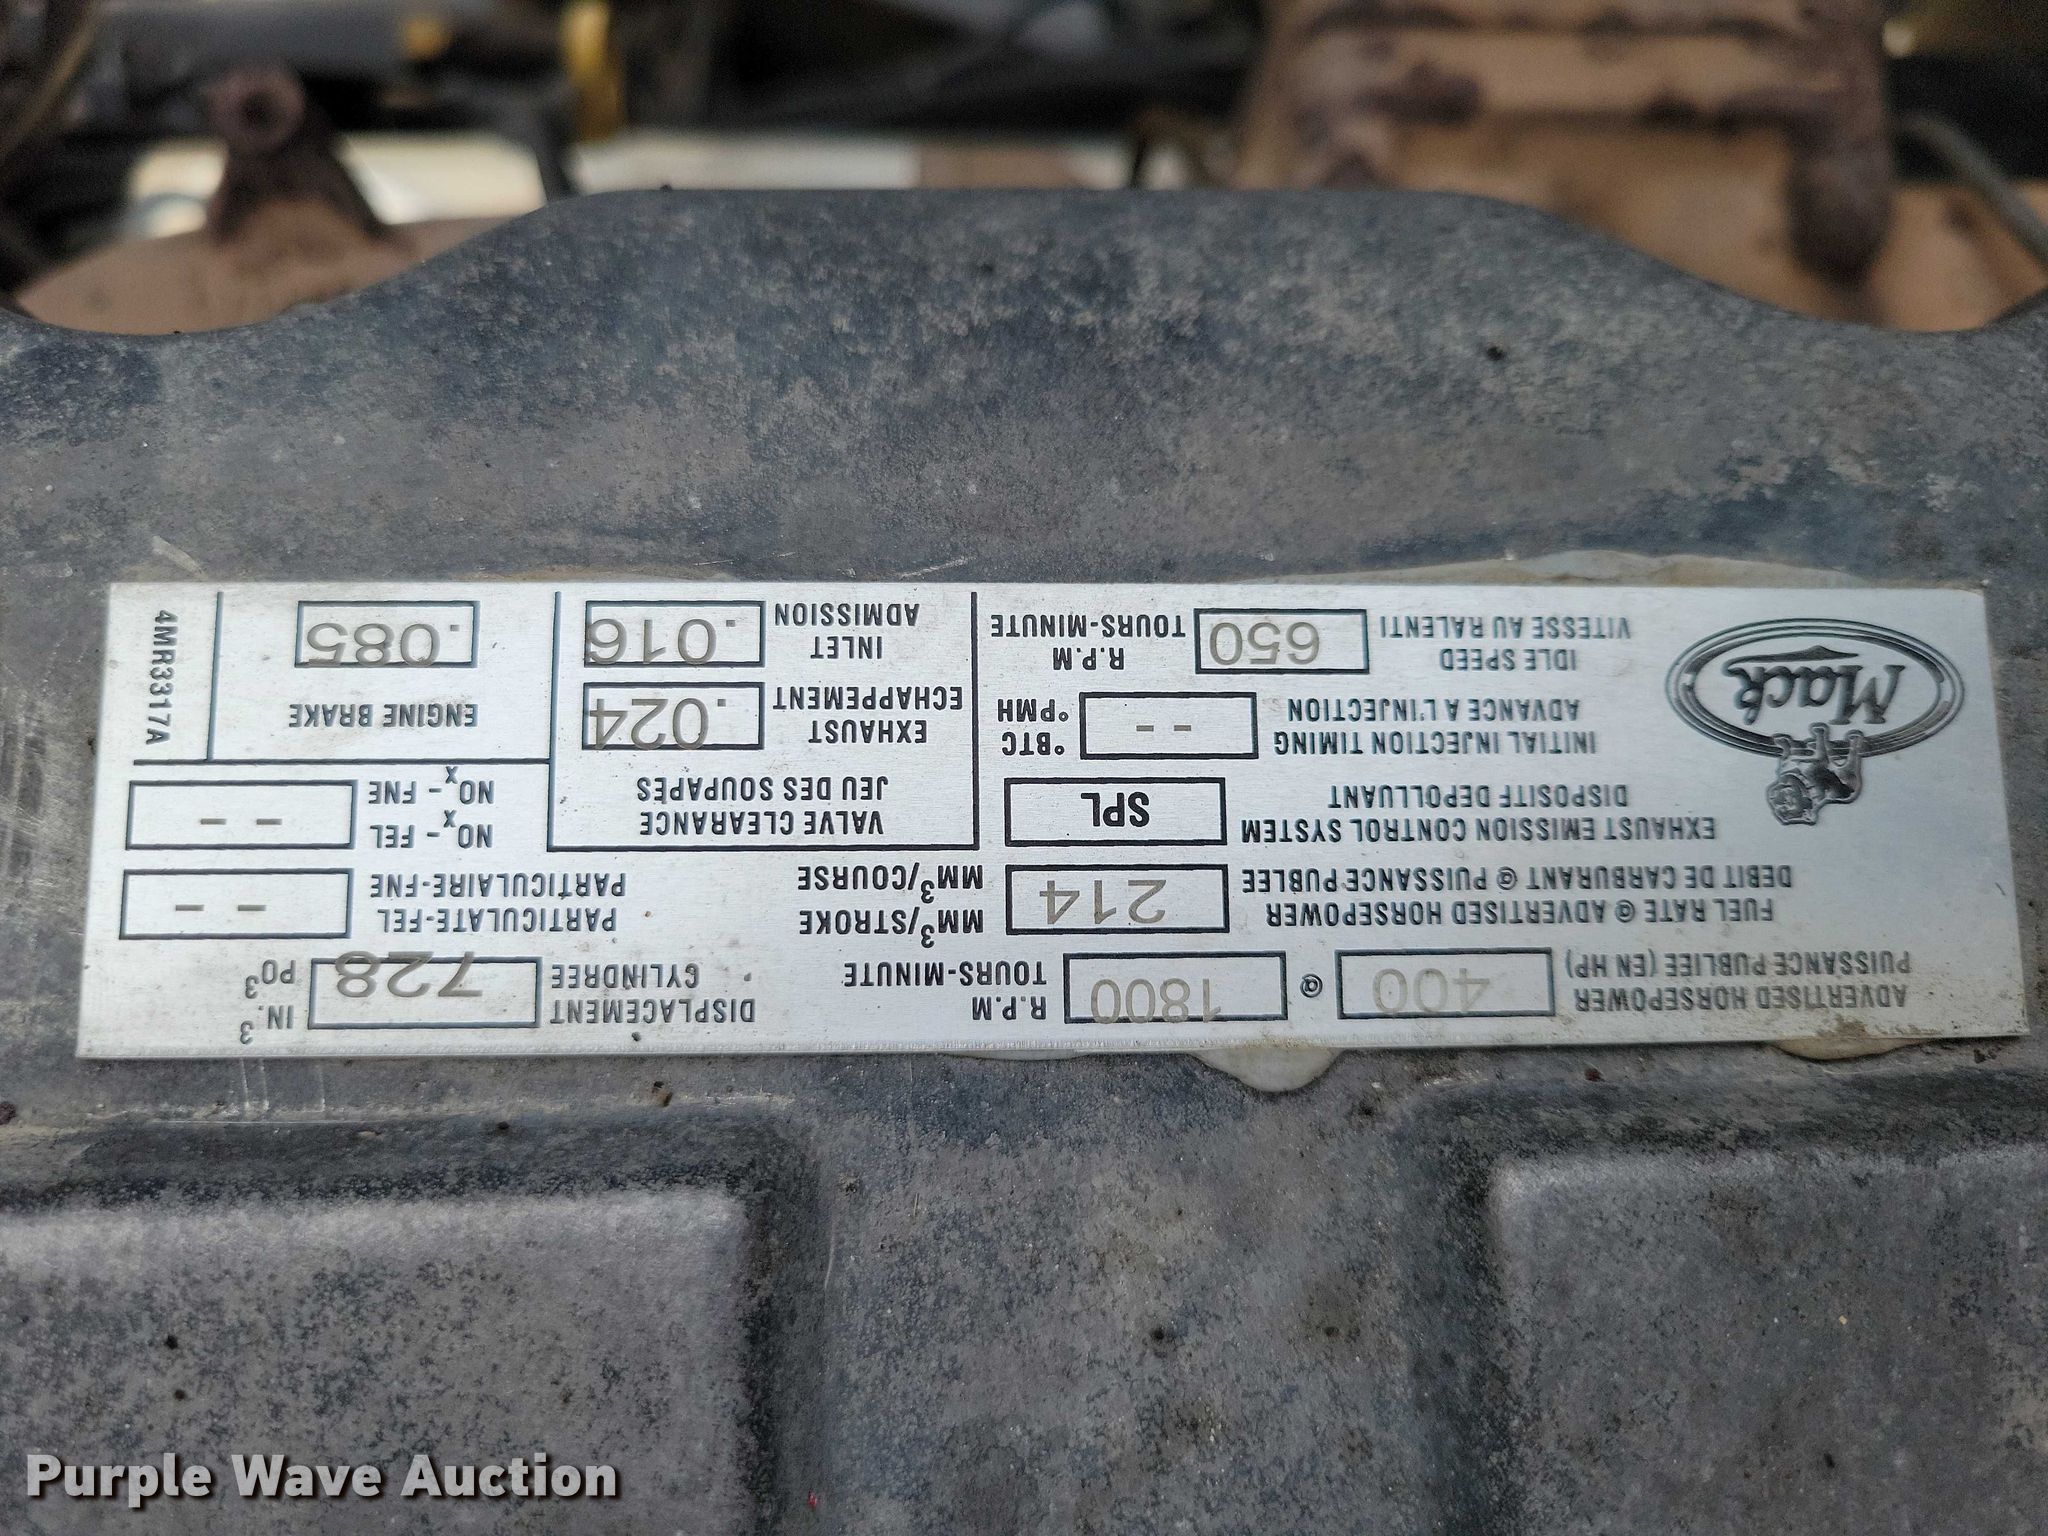 Mack
ADVERTISED HORSEPOWER
PUISSANCE PUBLIEE (EN HP)
400 @ 1800
R.P.M
TOURS-MINUTE
FUEL RATE @ ADVERTISED HORSEPOWER
DEBIT DE CARBURANT @ PUISSANCE PUBLIEE
214
MM³/STROKE
MM³/COURSE
EXHAUST EMISSION CONTROL SYSTEM
DISPOSITF DEPOLLUANT
SPL
INITIAL INJECTION TIMING
ADVANCE A L'INJECTION
--
°BTC
°PMH
IDLE SPEED
VITESSE AU RALENTI
650
R.P.M
TOURS-MINUTE
DISPLACEMENT
CYLINDREE
728
IN.³
PO³
PARTICULATE-FEL
PARTICULAIRE-FNE
--
NOx - FEL
NOx - FNE
--
VALVE CLEARANCE
JEU DES SOUPAPES
EXHAUST
ECHAPPEMENT
.024
INLET
ADMISSION
.016
ENGINE BRAKE
.085
4MR3317A
Purple Wave Auction